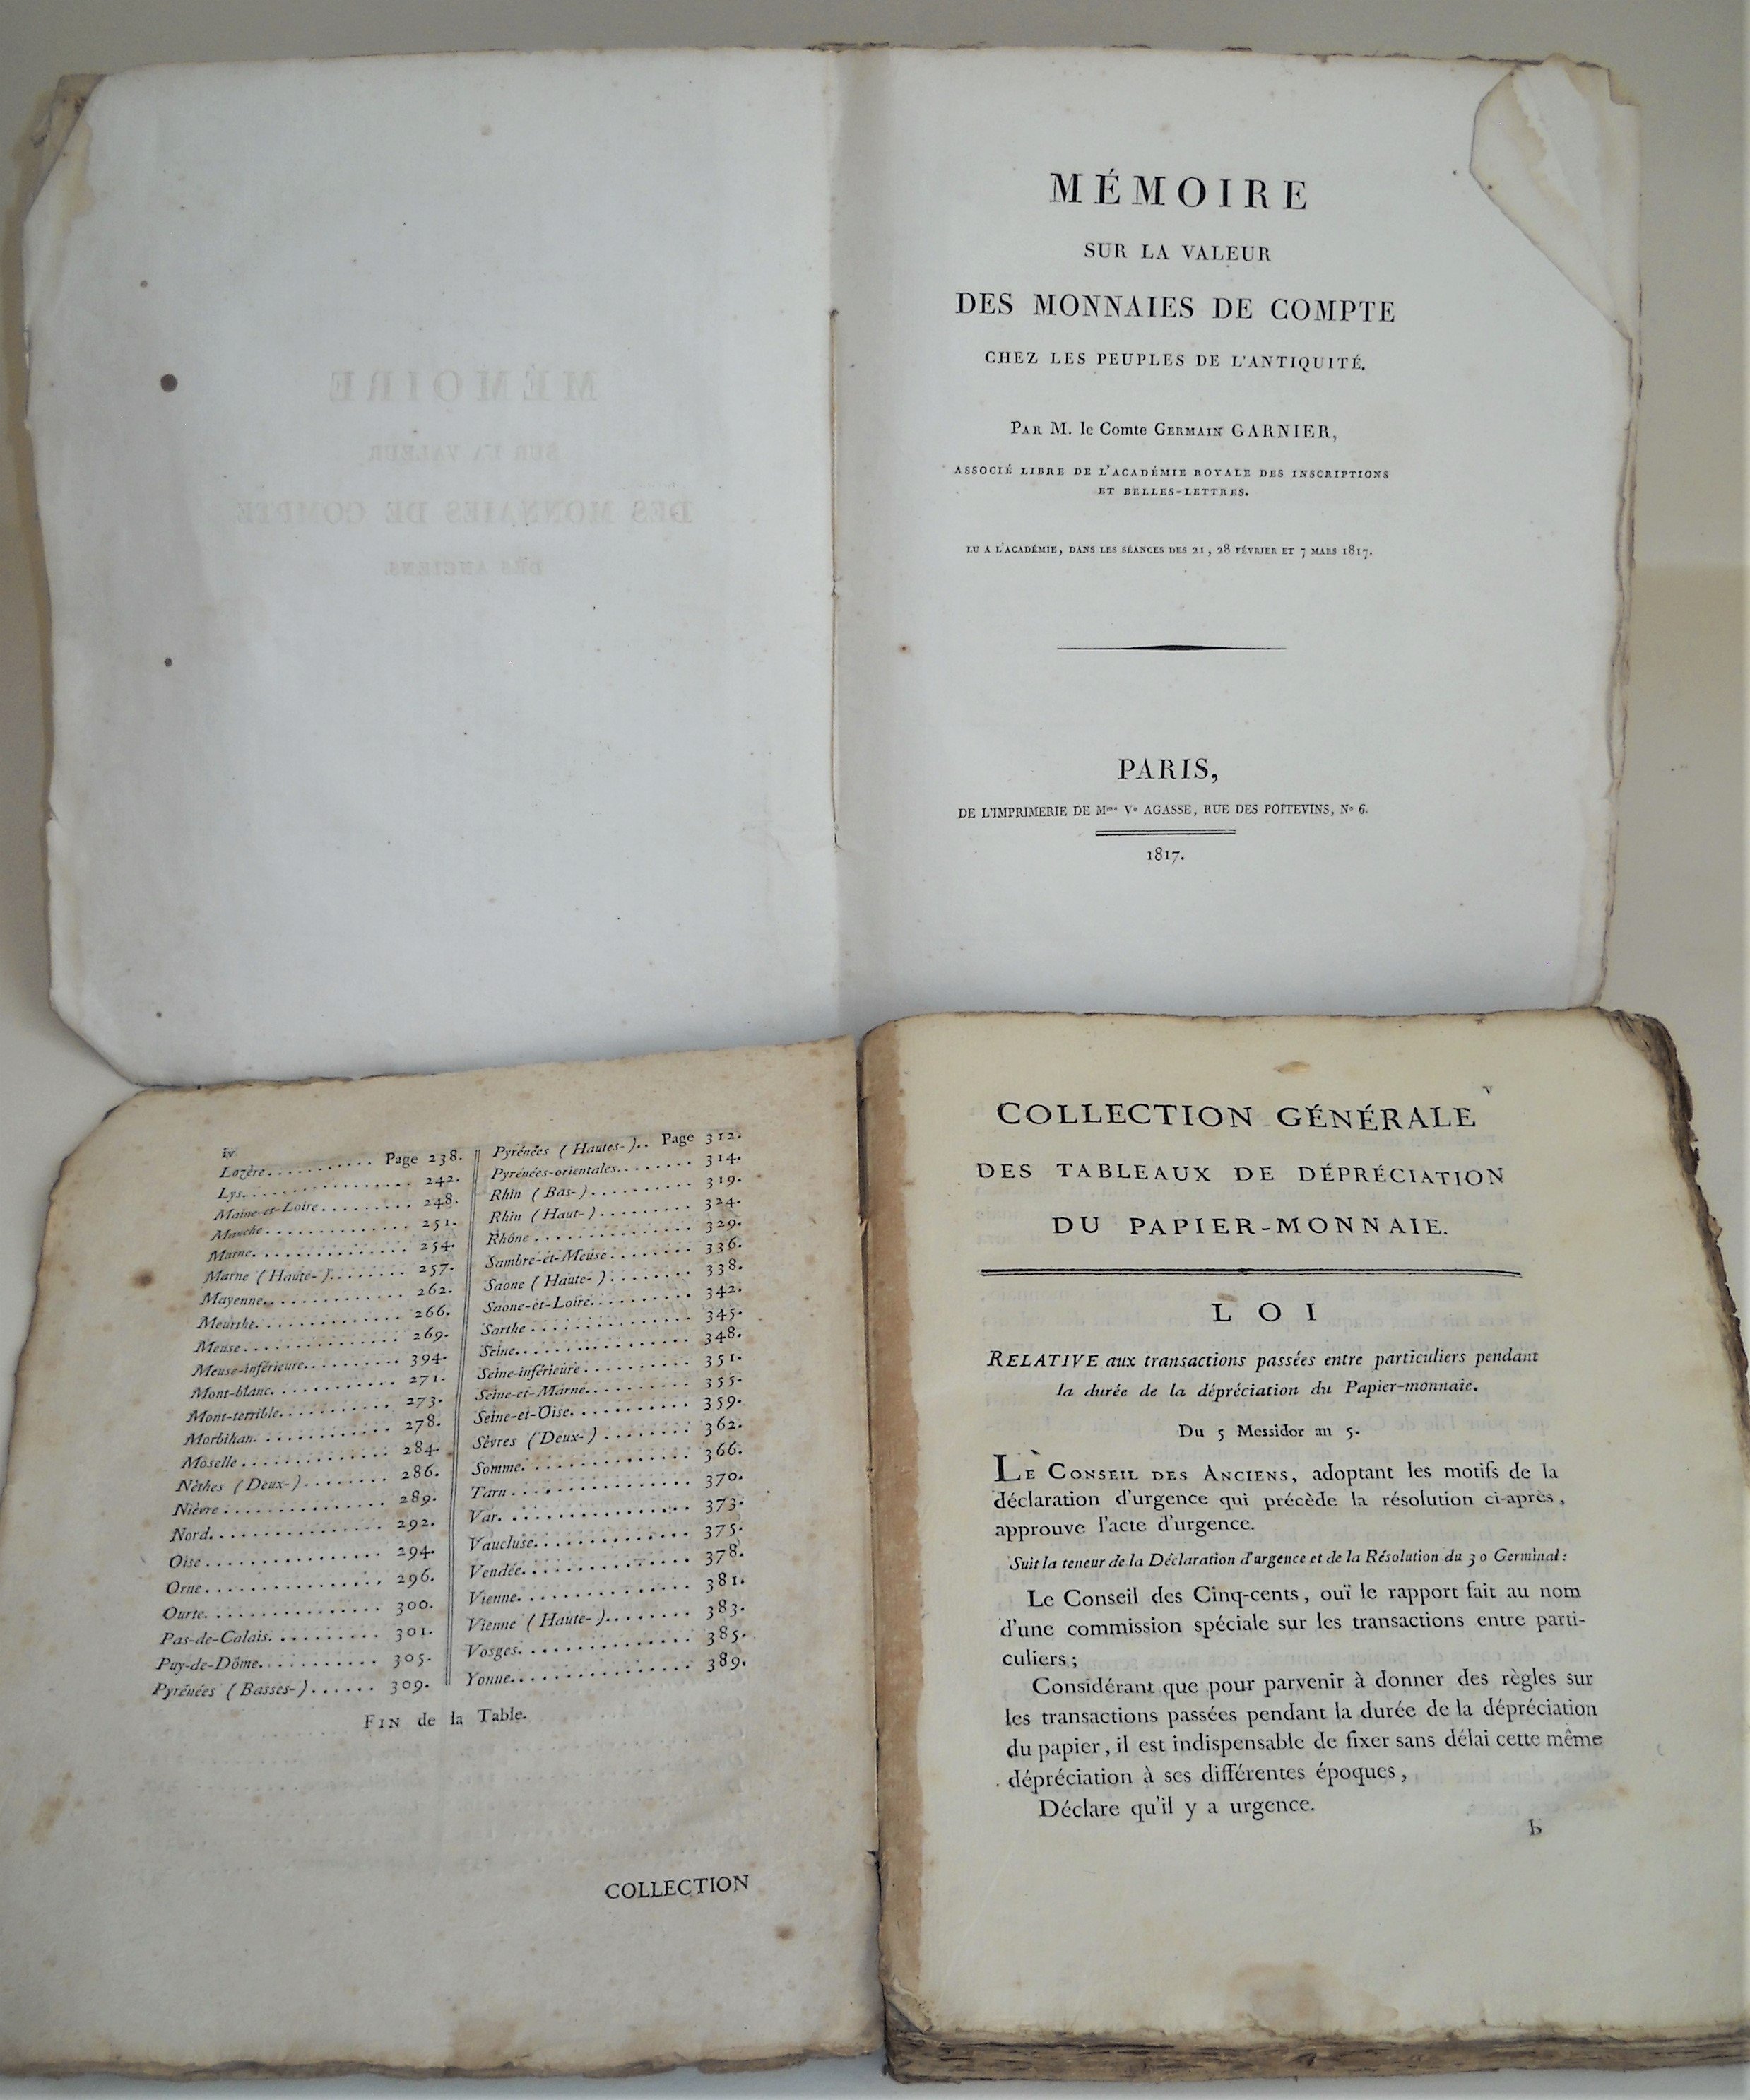 MÉMOIRE
SUR LA VALEUR
DES MONNAIES DE COMPTE
DES ANCIENS.
MÉMOIRE
SUR LA VALEUR
DES MONNAIES DE COMPTE
CHEZ LES PEUPLES DE L'ANTIQUITÉ.
PAR M. le Comte GERMAIN GARNIER,
ASSOCIÉ LIBRE DE L'ACADÉMIE ROYALE DES INSCRIPTIONS
ET BELLES-LETTRES.
LU A L'ACADÉMIE, DANS LES SÉANCES DES 21, 28 FÉVRIER ET 7 MARS 1817.
PARIS,
DE L'IMPRIMERIE DE Mme Ve AGASSE, RUE DES POITEVINS, No 6.
1817.
iv
Lozère........... Page 238.
Lys................. 242.
Maine-et-Loire......... 248.
Manche............... 251.
Marne............... 254.
Marne (Haute-)........ 257.
Mayenne.............. 262.
Meurthe.............. 266.
Meuse............... 269.
Meuse-inférieure.......... 394.
Mont-blanc............ 271.
Mont-terrible........... 273.
Morbihan............. 278.
Moselle............... 284.
Nèthes (Deux-)........ 286.
Nièvre............... 289.
Nord................ 292.
Oise................ 294.
Orne................ 296.
Ourte................ 300.
Pas-de-Calais.......... 301.
Puy-de-Dôme........... 305.
Pyrénées (Basses-)...... 309.
Pyrénées (Hautes-).. Page 312.
Pyrénées-orientales........ 314.
Rhin (Bas-).......... 319.
Rhin (Haut-)......... 324.
Rhône............... 329.
Sambre-et-Meuse........ 336.
Saone (Haute-)........ 338.
Saone-et-Loire.......... 342.
Sarthe............... 345.
Seine................ 348.
Seine-inférieure.......... 351.
Seine-et-Marne.......... 355.
Seine-et-Oise........... 359.
Sèvres (Deux-)........ 362.
Somme............... 366.
Tarn................ 370.
Var................. 373.
Vaucluse.............. 375.
Vendée............... 378.
Vienne............... 381.
Vienne (Haute-)........ 383.
Vosges............... 385.
Yonne................ 389.
FIN de la Table.
COLLECTION
v
COLLECTION GÉNÉRALE
DES TABLEAUX DE DÉPRÉCIATION
DU PAPIER-MONNAIE.
LOI
RELATIVE aux transactions passées entre particuliers pendant
la durée de la dépréciation du Papier-monnaie.
Du 5 Messidor an 5.
LE CONSEIL DES ANCIENS, adoptant les motifs de la
déclaration d'urgence qui précède la résolution ci-après,
approuve l'acte d'urgence.
Suit la teneur de la Déclaration d'urgence et de la Résolution du 30 Germinal:
Le Conseil des Cinq-cents, ouï le rapport fait au nom
d'une commission spéciale sur les transactions entre parti-
culiers;
Considérant que pour parvenir à donner des règles sur
les transactions passées pendant la durée de la dépréciation
du papier, il est indispensable de fixer sans délai cette même
dépréciation à ses différentes époques,
Déclare qu'il y a urgence.
b